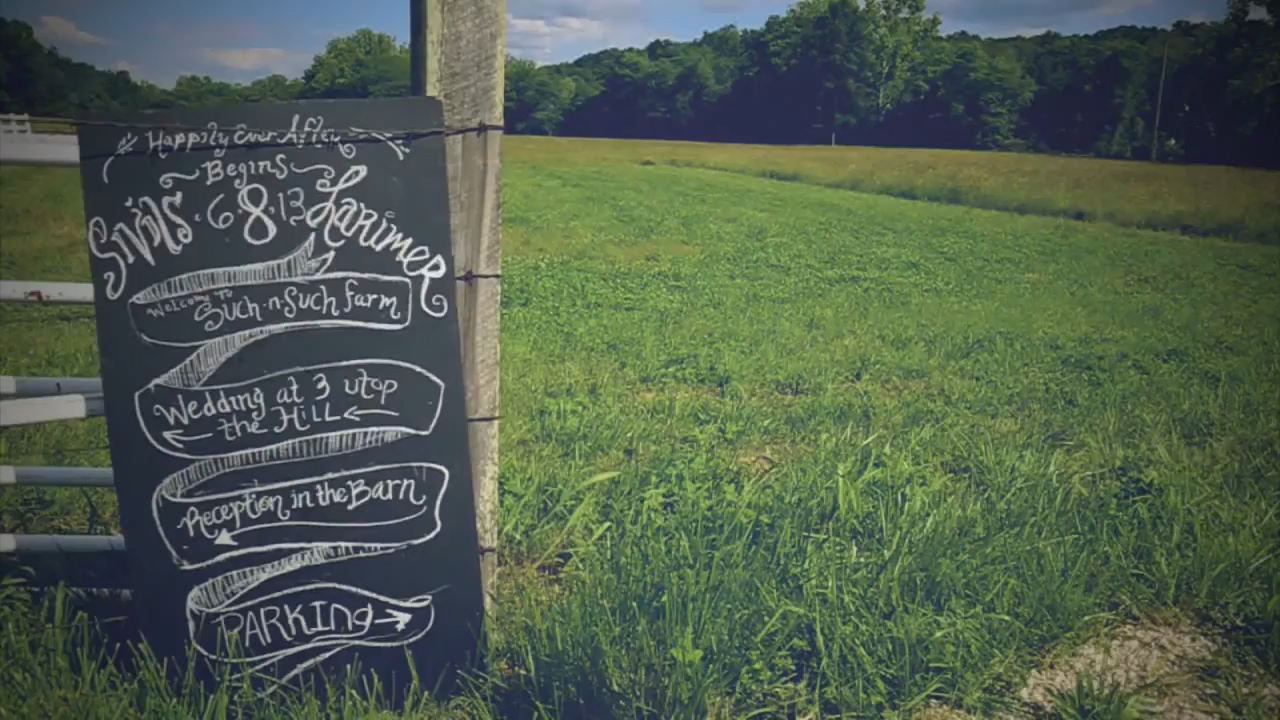 Happily Ever After
Begins
6.8.13
Larimer
Welcome To
Such-n-Such farm
Wedding at 3 utop
the Hill
Reception in the Barn
PARKING